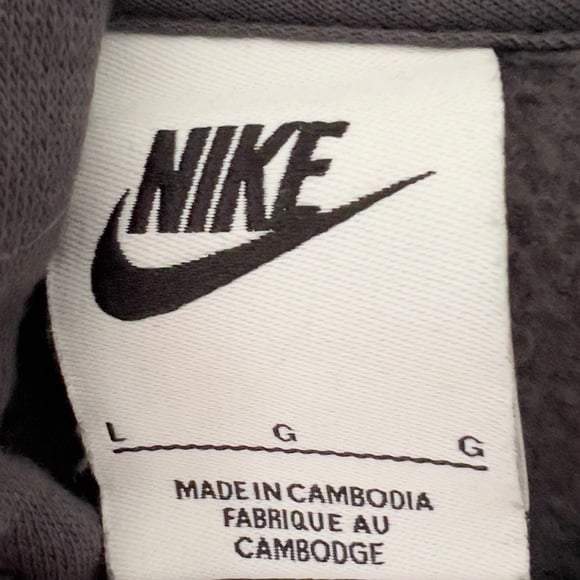 NIKE
L G G
MADE IN CAMBODIA
FABRIQUE AU
CAMBODGE